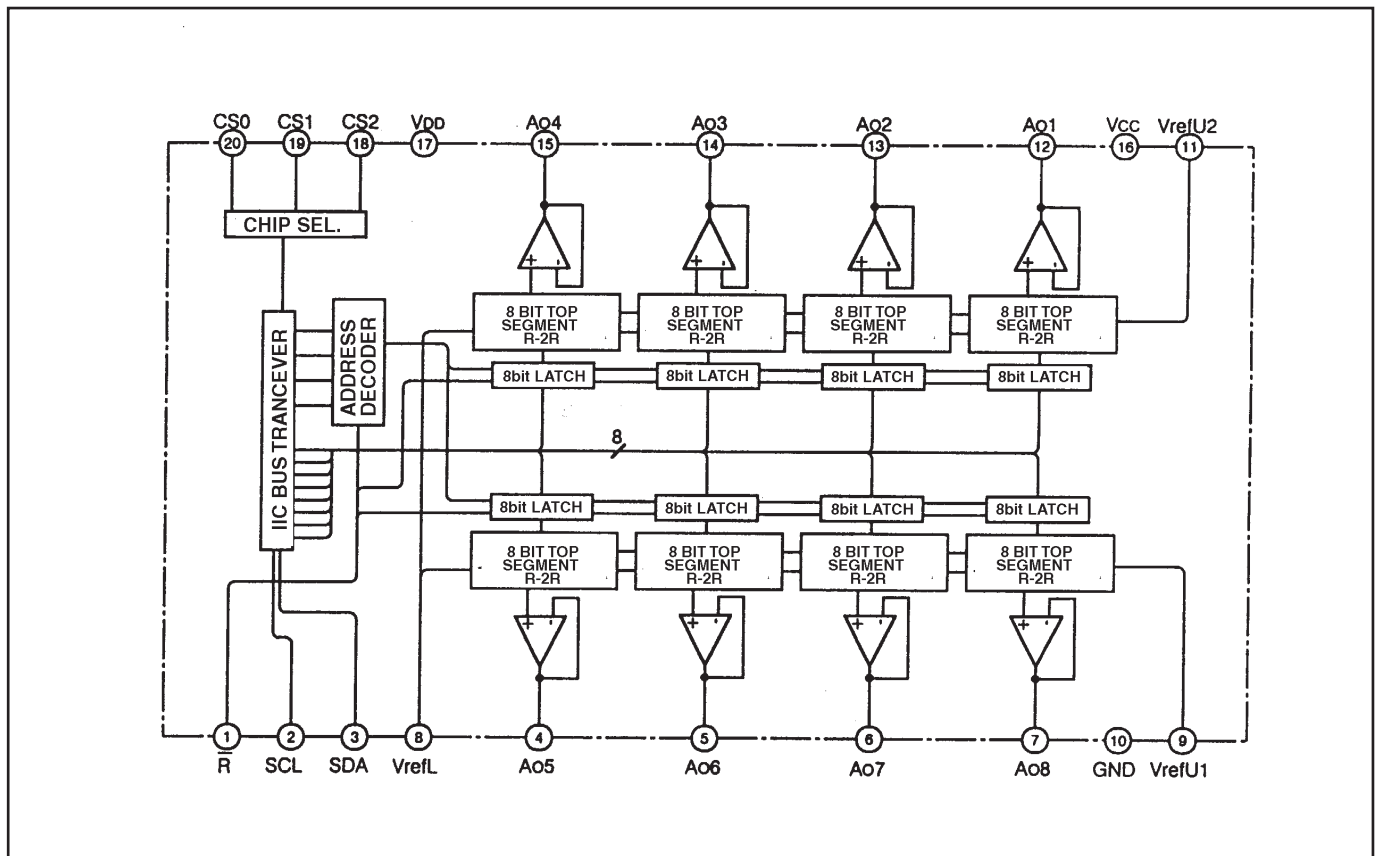 CS0 CS1 CS2 VDD AO4 AO3 AO2 AO1 VCC VrefU2
20 19 18 17 15 14 13 12 16 11
CHIP SEL.
+ - + - + - + -
8 BIT TOP
SEGMENT
R-2R
8 BIT TOP
SEGMENT
R-2R
8 BIT TOP
SEGMENT
R-2R
8 BIT TOP
SEGMENT
R-2R
IIC BUS TRANCEVER
ADDRESS
DECODER
8bit LATCH 8bit LATCH 8bit LATCH 8bit LATCH
8
8bit LATCH 8bit LATCH 8bit LATCH 8bit LATCH
8 BIT TOP
SEGMENT
R-2R
8 BIT TOP
SEGMENT
R-2R
8 BIT TOP
SEGMENT
R-2R
8 BIT TOP
SEGMENT
R-2R
+ - + - + - + -
1 2 3 8 4 5 6 7 10 9
R̅ SCL SDA VrefL AO5 AO6 AO7 AO8 GND VrefU1